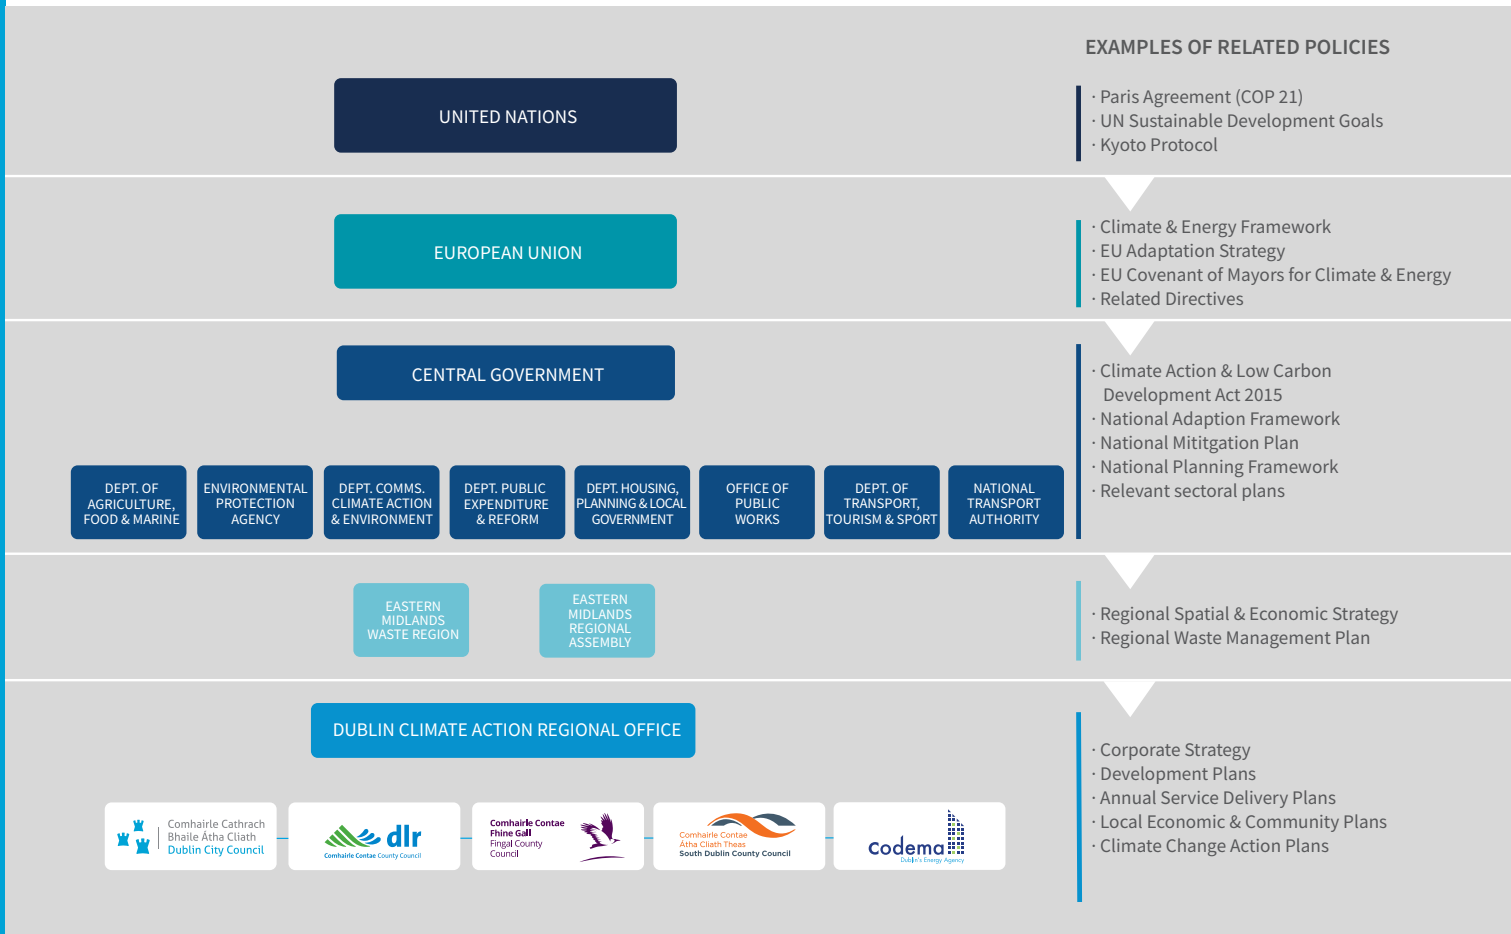 EXAMPLES OF RELATED POLICIES
UNITED NATIONS
· Paris Agreement (COP 21)
· UN Sustainable Development Goals
· Kyoto Protocol
EUROPEAN UNION
· Climate & Energy Framework
· EU Adaptation Strategy
· EU Covenant of Mayors for Climate & Energy
· Related Directives
CENTRAL GOVERNMENT
· Climate Action & Low Carbon
Development Act 2015
· National Adaption Framework
· National Mititgation Plan
· National Planning Framework
· Relevant sectoral plans
DEPT. OF
AGRICULTURE,
FOOD & MARINE
ENVIRONMENTAL
PROTECTION
AGENCY
DEPT. COMMS.
CLIMATE ACTION
& ENVIRONMENT
DEPT. PUBLIC
EXPENDITURE
& REFORM
DEPT. HOUSING,
PLANNING & LOCAL
GOVERNMENT
OFFICE OF
PUBLIC
WORKS
DEPT. OF
TRANSPORT,
TOURISM & SPORT
NATIONAL
TRANSPORT
AUTHORITY
EASTERN
MIDLANDS
WASTE REGION
EASTERN
MIDLANDS
REGIONAL
ASSEMBLY
· Regional Spatial & Economic Strategy
· Regional Waste Management Plan
DUBLIN CLIMATE ACTION REGIONAL OFFICE
· Corporate Strategy
· Development Plans
· Annual Service Delivery Plans
· Local Economic & Community Plans
· Climate Change Action Plans
Comhairle Cathrach
Bhaile Átha Cliath
Dublin City Council
dlr
Comhairle Contae County Council
Comhairle Contae
Fhine Gall
Fingal County
Council
Comhairle Contae
Átha Cliath Theas
South Dublin County Council
codema
Dublin's Energy Agency